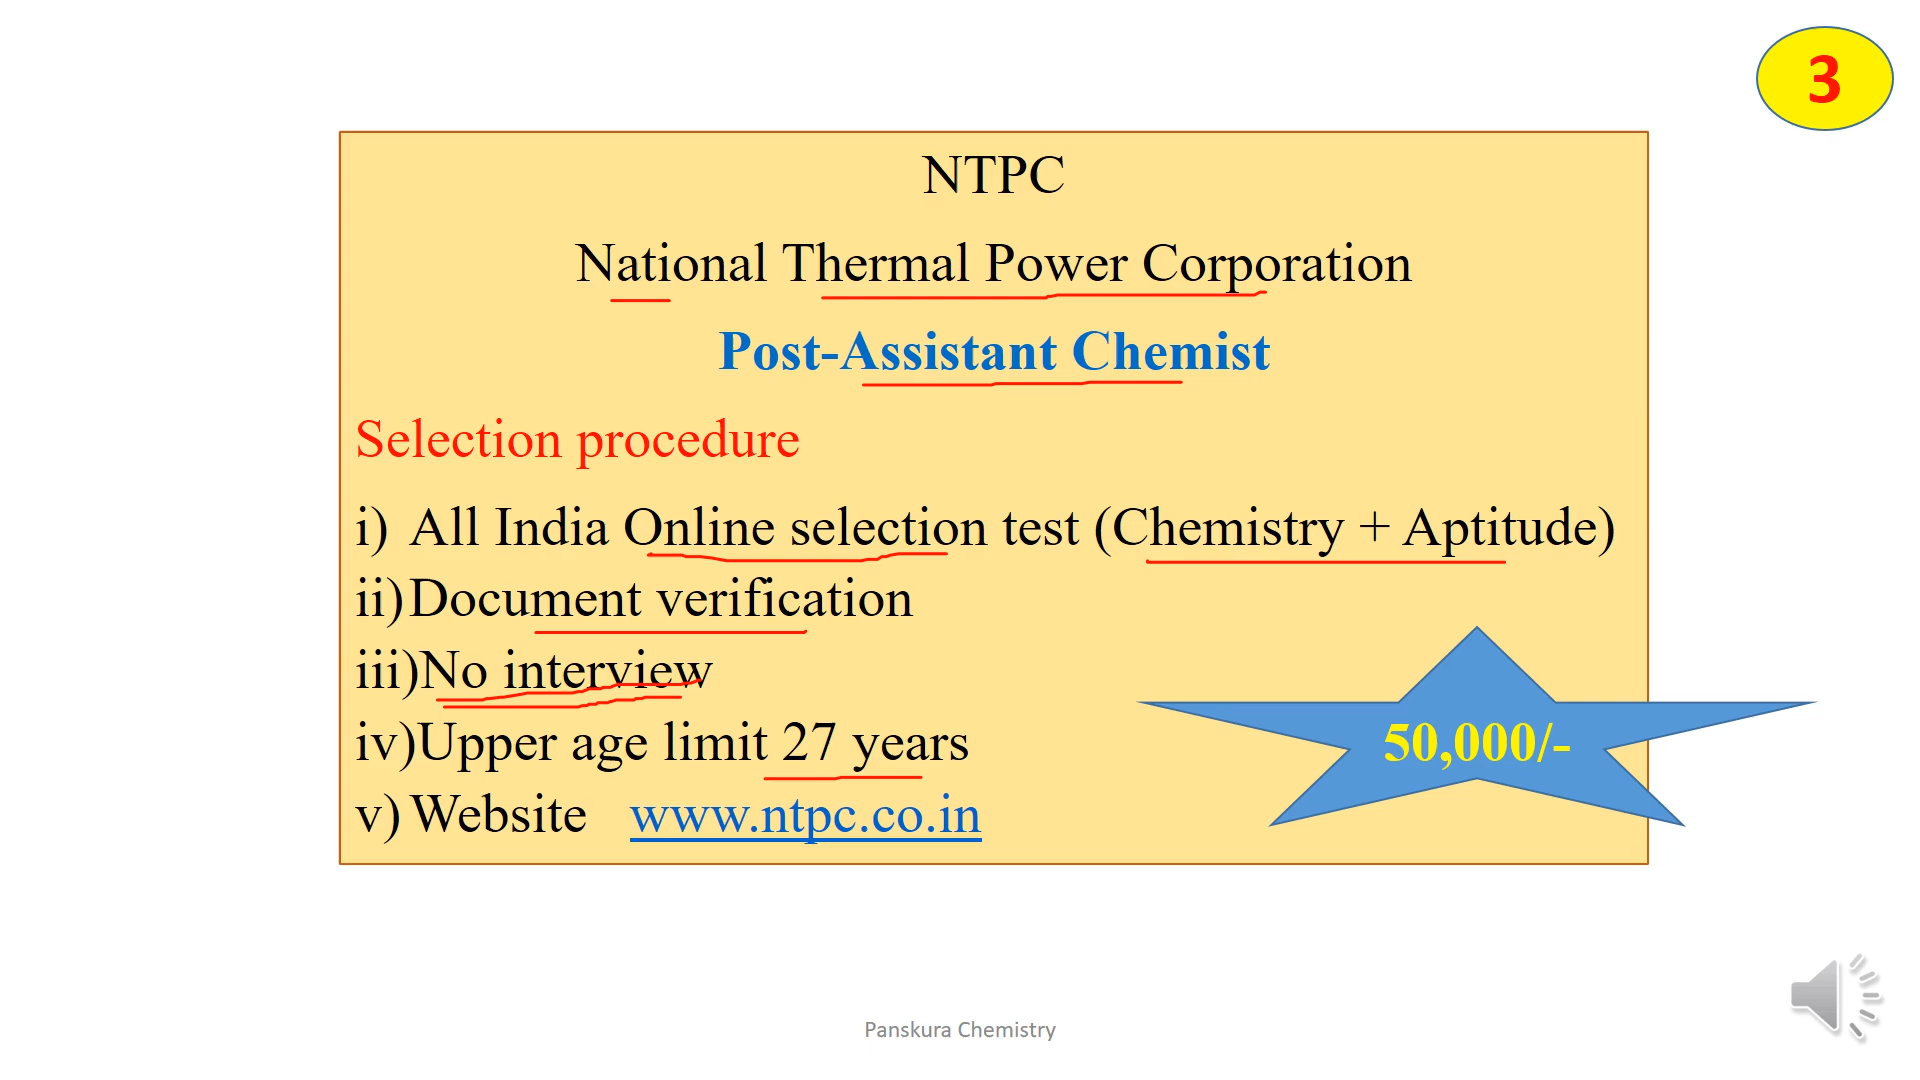 3
NTPC
National Thermal Power Corporation
Post-Assistant Chemist
Selection procedure
i) All India Online selection test (Chemistry + Aptitude)
ii) Document verification
iii)No interview
iv)Upper age limit 27 years
50,000/-
v) Website www.ntpc.co.in
Panskura Chemistry